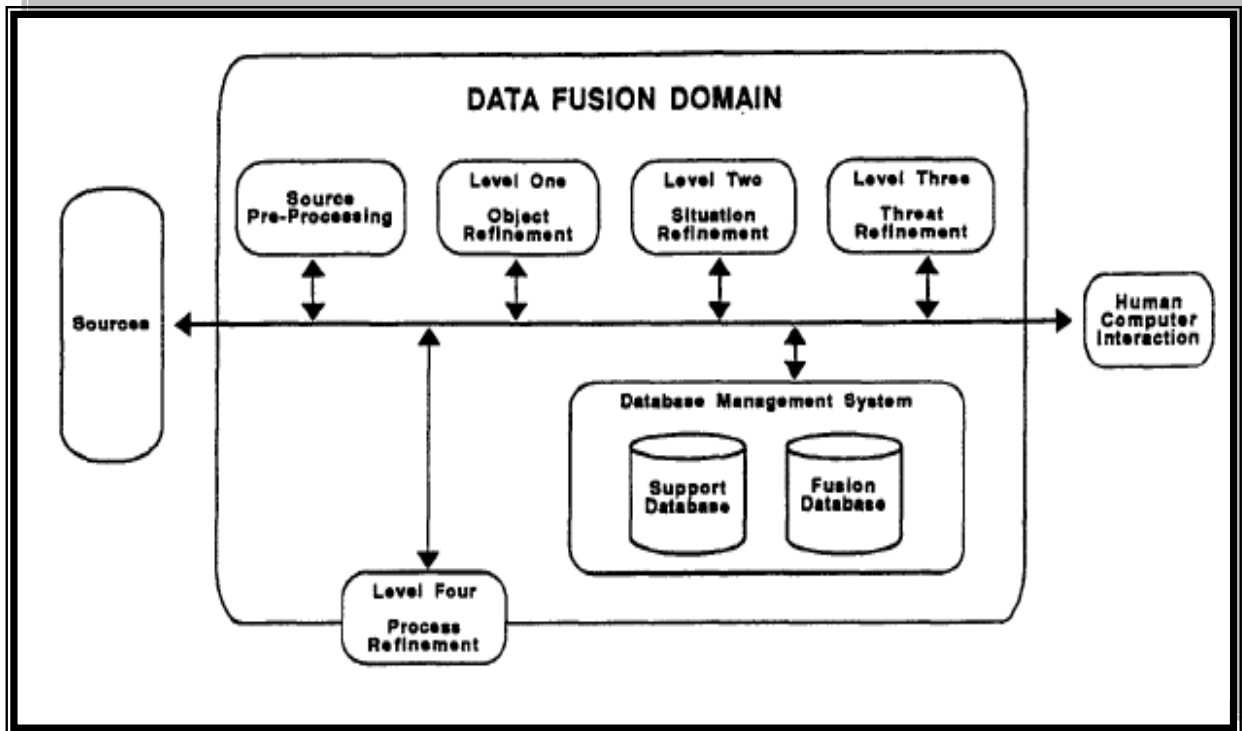 DATA FUSION DOMAIN
Source
Pre-Processing
Level One
Object
Refinement
Level Two
Situation
Refinement
Level Three
Threat
Refinement
Sources
Human
Computer
Interaction
Database Management System
Support
Database
Fusion
Database
Level Four
Process
Refinement